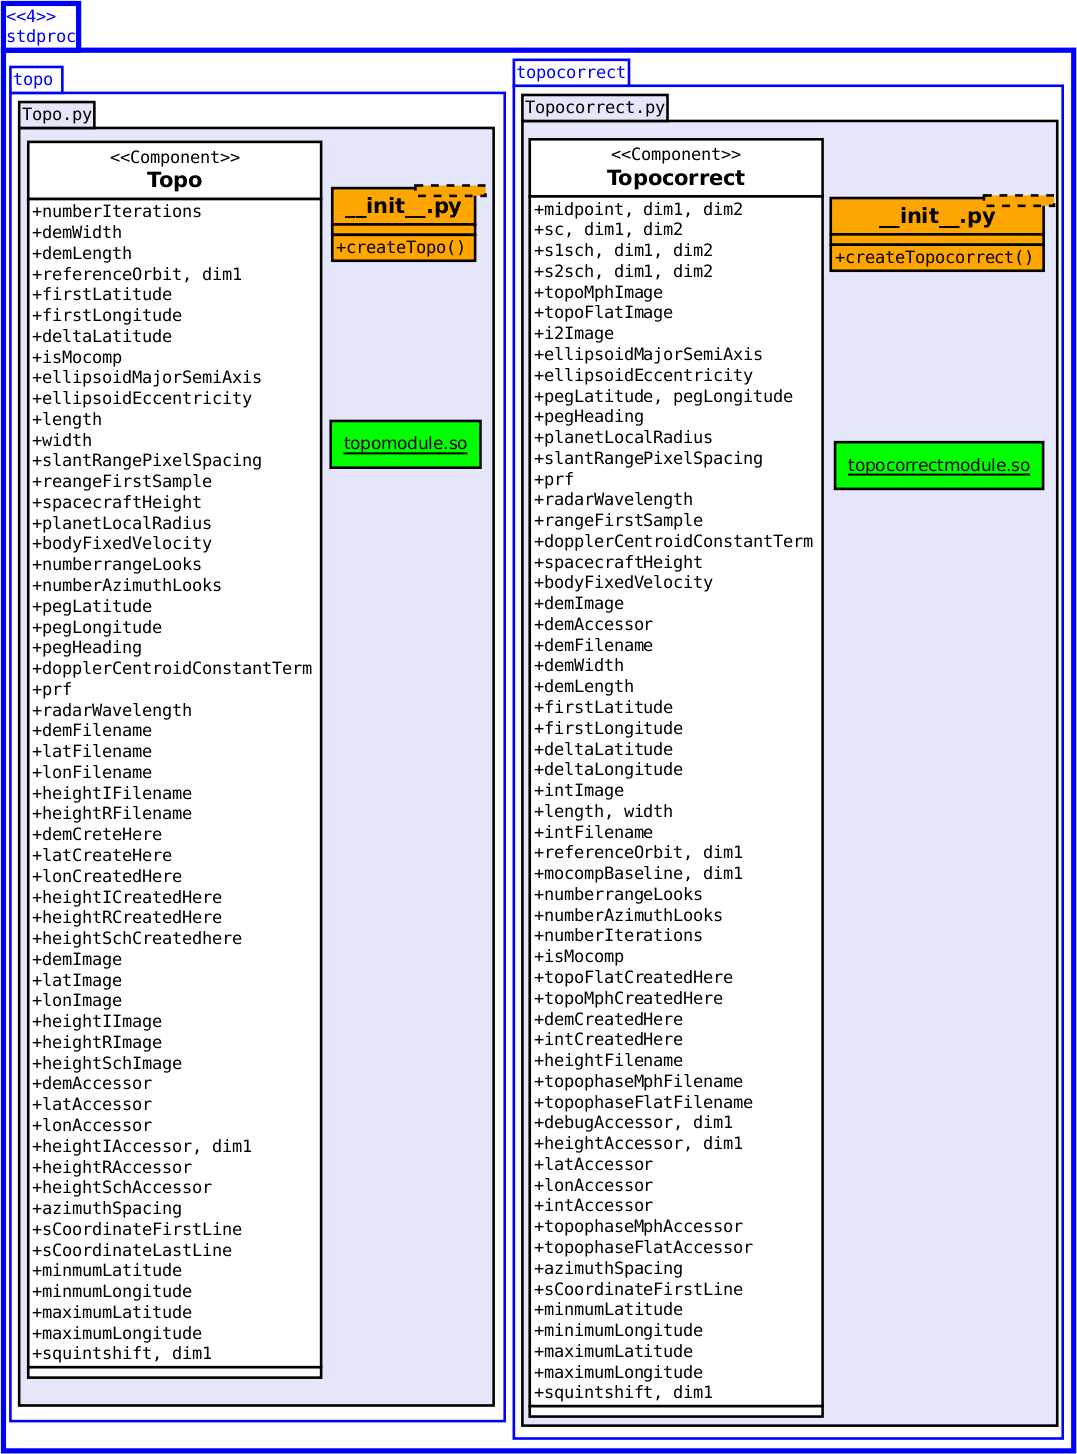 <<4>>
stdproc
topo
Topo.py
<<Component>>
Topo
+numberIterations
+demWidth
+demLength
+referenceOrbit, dim1
+firstLatitude
+firstLongitude
+deltaLatitude
+isMocomp
+ellipsoidMajorSemiAxis
+ellipsoidEccentricity
+length
+width
+slantRangePixelSpacing
+reangeFirstSample
+spacecraftHeight
+planetLocalRadius
+bodyFixedVelocity
+numberrangeLooks
+numberAzimuthLooks
+pegLatitude
+pegLongitude
+pegHeading
+dopplerCentroidConstantTerm
+prf
+radarWavelength
+demFilename
+latFilename
+lonFilename
+heightIFilename
+heightRFilename
+demCreteHere
+latCreateHere
+lonCreatedHere
+heightICreatedHere
+heightRCreatedHere
+heightSchCreatedhere
+demImage
+latImage
+lonImage
+heightIImage
+heightRImage
+heightSchImage
+demAccessor
+latAccessor
+lonAccessor
+heightIAccessor, dim1
+heightRAccessor
+heightSchAccessor
+azimuthSpacing
+sCoordinateFirstLine
+sCoordinateLastLine
+minmumLatitude
+minmumLongitude
+maximumLatitude
+maximumLongitude
+squintshift, dim1
__init__.py
+createTopo()
topomodule.so
topocorrect
Topocorrect.py
<<Component>>
Topocorrect
+midpoint, dim1, dim2
+sc, dim1, dim2
+s1sch, dim1, dim2
+s2sch, dim1, dim2
+topoMphImage
+topoFlatImage
+i2Image
+ellipsoidMajorSemiAxis
+ellipsoidEccentricity
+pegLatitude, pegLongitude
+pegHeading
+planetLocalRadius
+slantRangePixelSpacing
+prf
+radarWavelength
+rangeFirstSample
+dopplerCentroidConstantTerm
+spacecraftHeight
+bodyFixedVelocity
+demImage
+demAccessor
+demFilename
+demWidth
+demLength
+firstLatitude
+firstLongitude
+deltaLatitude
+deltaLongitude
+intImage
+length, width
+intFilename
+referenceOrbit, dim1
+mocompBaseline, dim1
+numberrangeLooks
+numberAzimuthLooks
+numberIterations
+isMocomp
+topoFlatCreatedHere
+topoMphCreatedHere
+demCreatedHere
+intCreatedHere
+heightFilename
+topophaseMphFilename
+topophaseFlatFilename
+debugAccessor, dim1
+heightAccessor, dim1
+latAccessor
+lonAccessor
+intAccessor
+topophaseMphAccessor
+topophaseFlatAccessor
+azimuthSpacing
+sCoordinateFirstLine
+minmumLatitude
+minimumLongitude
+maximumLatitude
+maximumLongitude
+squintshift, dim1
__init__.py
+createTopocorrect()
topocorrectmodule.so